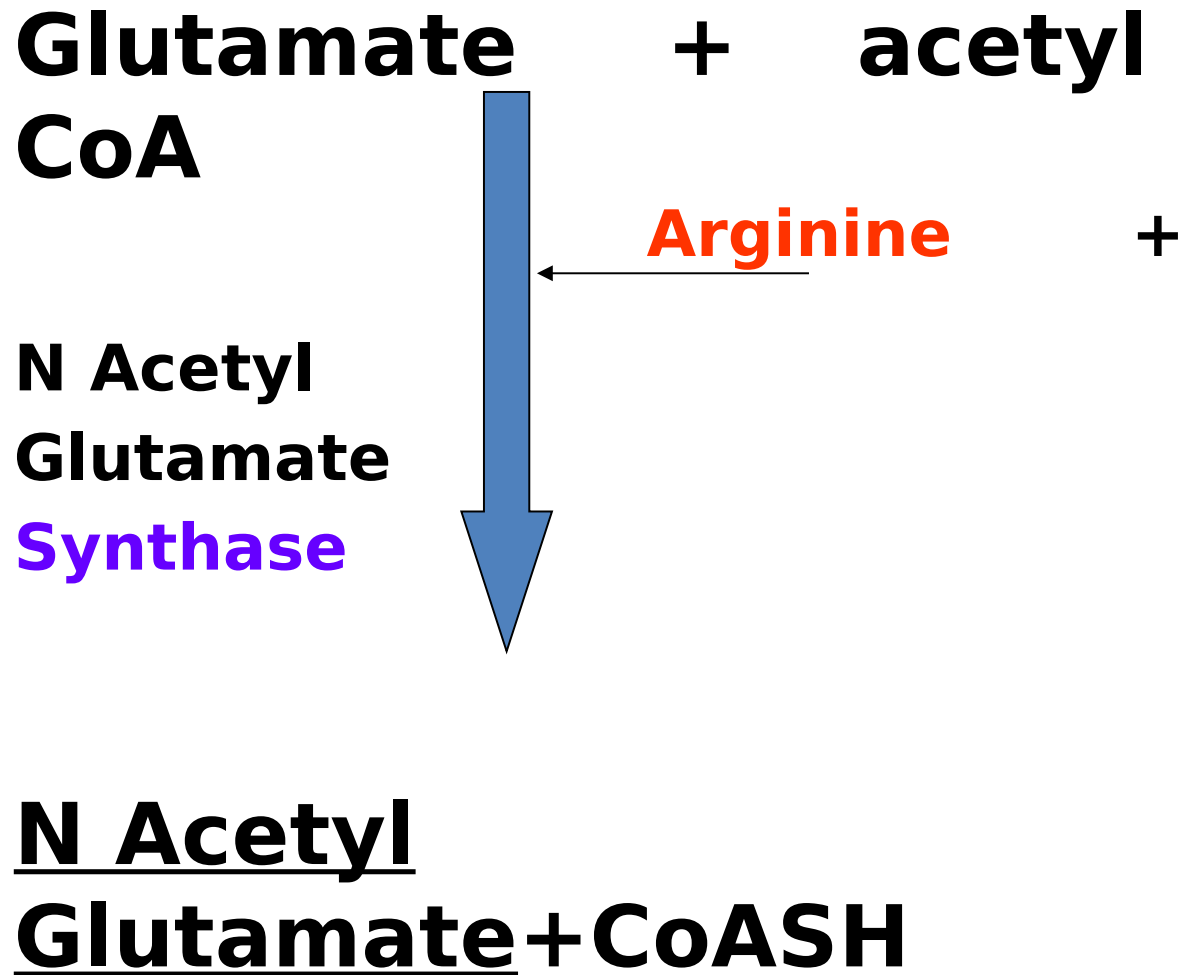 Glutamate + acetyl
CoA
Arginine +
N Acetyl
Glutamate
Synthase
N Acetyl
Glutamate+CoASH